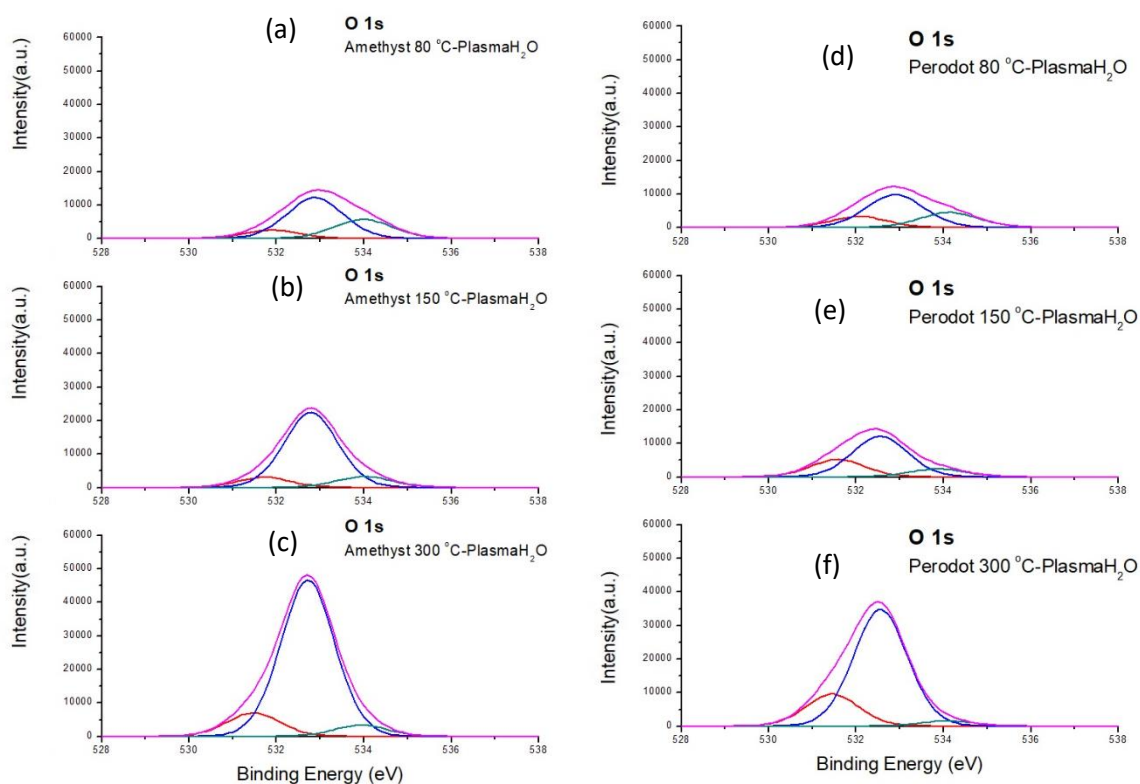 (a)
O 1s
Amethyst 80 °C-PlasmaH₂O
Intensity(a.u.)
60000
50000
40000
30000
20000
10000
0
528 530 532 534 536 538
(b)
O 1s
Amethyst 150 °C-PlasmaH₂O
Intensity(a.u.)
60000
50000
40000
30000
20000
10000
0
528 530 532 534 536 538
(c)
O 1s
Amethyst 300 °C-PlasmaH₂O
Intensity(a.u.)
60000
50000
40000
30000
20000
10000
0
528 530 532 534 536 538
Binding Energy (eV)
(d)
O 1s
Perodot 80 °C-PlasmaH₂O
Intensity(a.u.)
60000
50000
40000
30000
20000
10000
0
528 530 532 534 536 538
(e)
O 1s
Perodot 150 °C-PlasmaH₂O
Intensity(a.u.)
60000
50000
40000
30000
20000
10000
0
528 530 532 534 536 538
(f)
O 1s
Perodot 300 °C-PlasmaH₂O
Intensity(a.u.)
60000
50000
40000
30000
20000
10000
0
528 530 532 534 536 538
Binding Energy (eV)